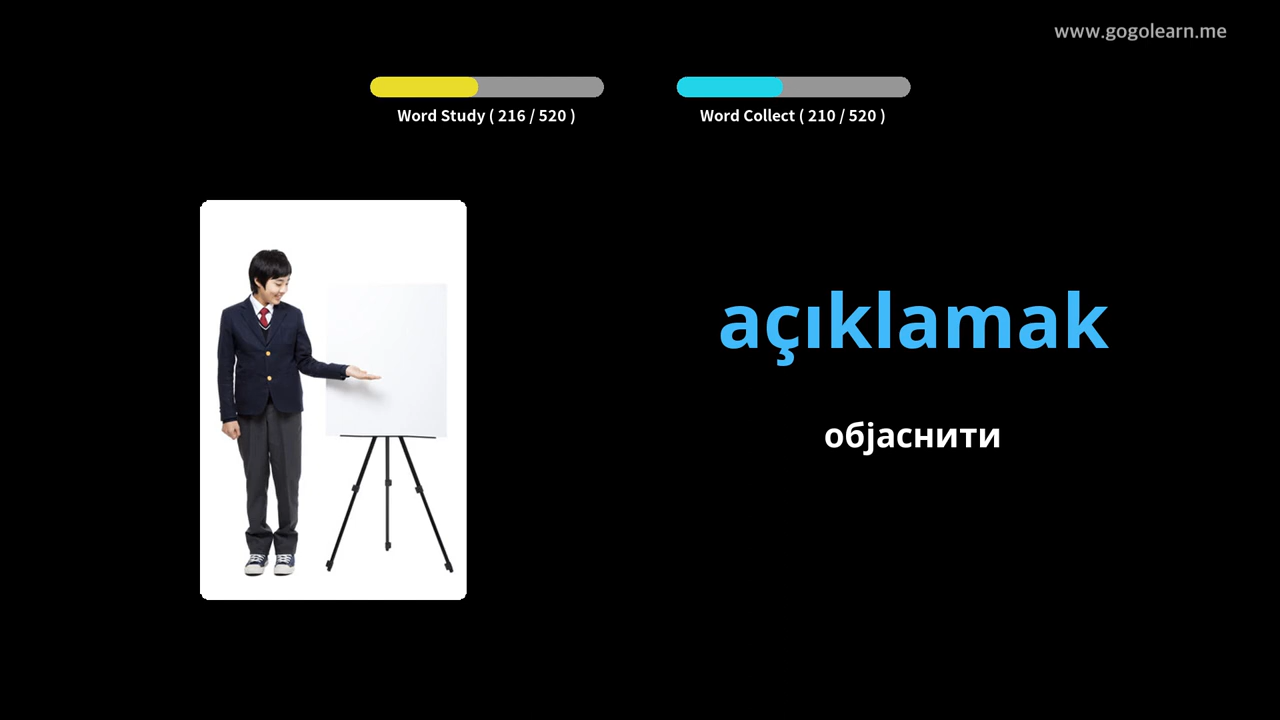 www.gogolearn.me
Word Study ( 216 / 520 )
Word Collect ( 210 / 520 )
açıklamak
објаснити